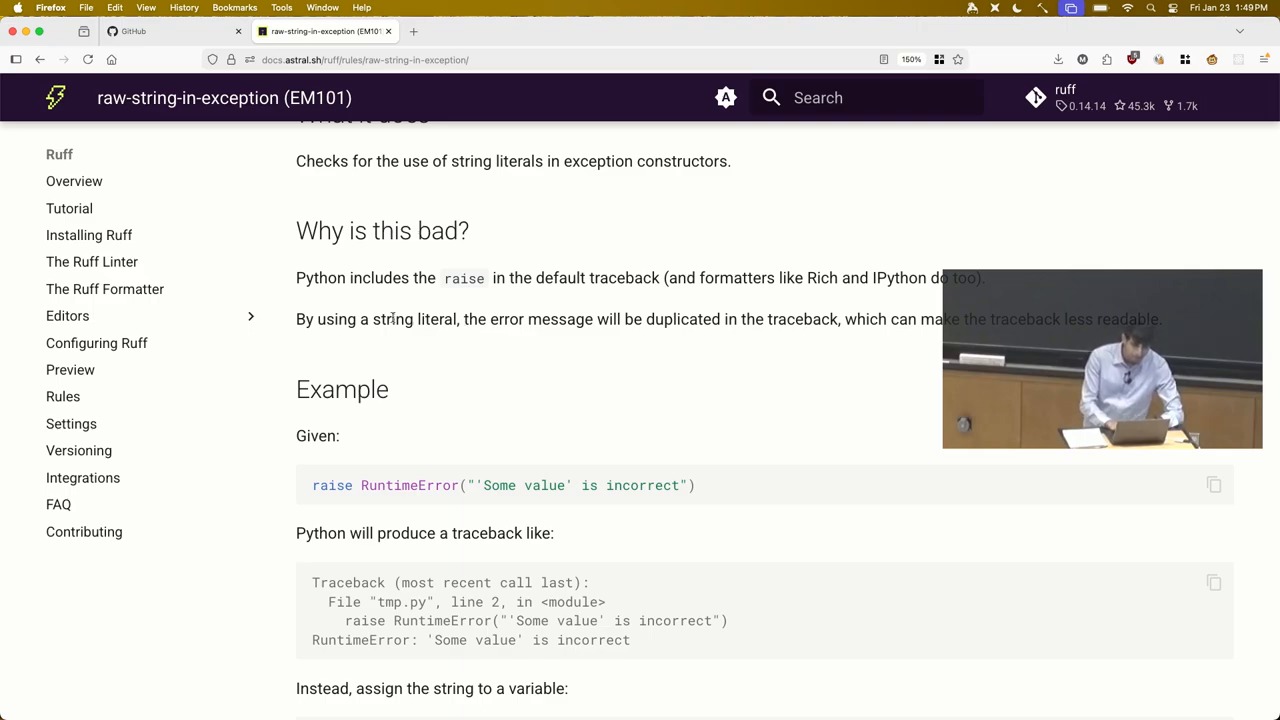 Firefox File Edit View History Bookmarks Tools Window Help Fri Jan 23 1:49 PM
GitHub
raw-string-in-exception (EM101
docs.astral.sh/ruff/rules/raw-string-in-exception/
150%
raw-string-in-exception (EM101)
Search
ruff
0.14.14 45.3k 1.7k
Ruff
Overview
Tutorial
Installing Ruff
The Ruff Linter
The Ruff Formatter
Editors
Configuring Ruff
Preview
Rules
Settings
Versioning
Integrations
FAQ
Contributing
What it does
Checks for the use of string literals in exception constructors.
Why is this bad?
Python includes the raise in the default traceback (and formatters like Rich and IPython do too).
By using a string literal, the error message will be duplicated in the traceback, which can make the traceback less readable.
Example
Given:
raise RuntimeError("'Some value' is incorrect")
Python will produce a traceback like:
Traceback (most recent call last):
File "tmp.py", line 2, in <module>
raise RuntimeError("'Some value' is incorrect")
RuntimeError: 'Some value' is incorrect
Instead, assign the string to a variable: